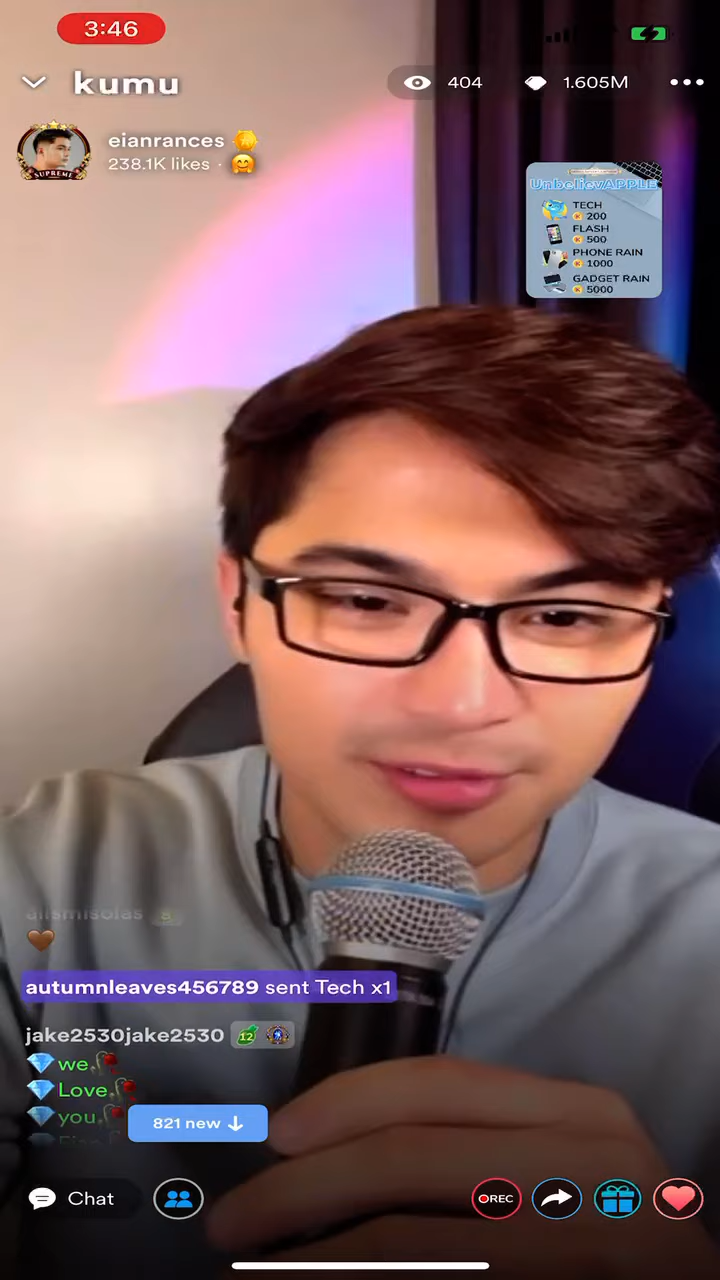 3:46
kumu
404
1.605M
eianrances
238.1K likes ·
SUPREME
UnbelievAPPLE
TECH
200
FLASH
500
PHONE RAIN
1000
GADGET RAIN
5000
autumnleaves456789 sent Tech x1
jake2530jake2530 12
we
Love
you
821 new
Chat
REC